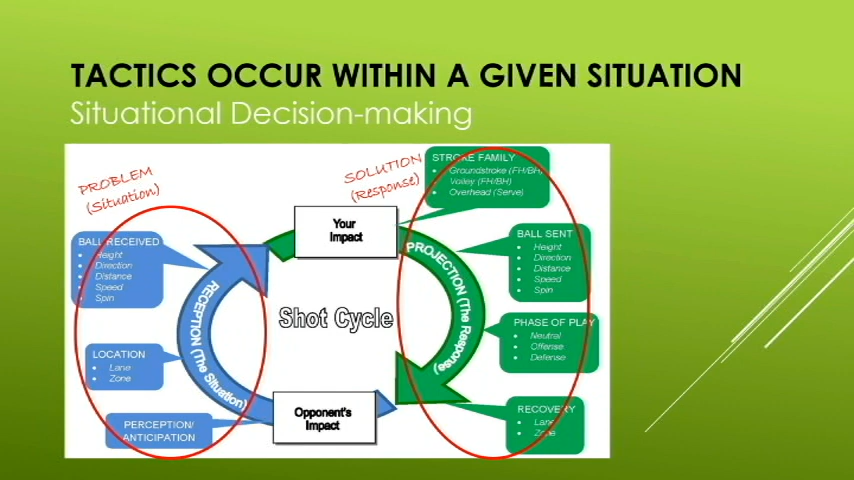 TACTICS OCCUR WITHIN A GIVEN SITUATION
Situational Decision-making
PROBLEM
(Situation)
SOLUTION
(Response)
STROKE FAMILY
• Groundstroke (FH/BH)
• Volley (FH/BH)
• Overhead (Serve)
Your
Impact
BALL RECEIVED
• Height
• Direction
• Distance
• Speed
• Spin
BALL SENT
• Height
• Direction
• Distance
• Speed
• Spin
RECEPTION (The Situation)
Shot Cycle
PROJECTION (The Response)
PHASE OF PLAY
• Neutral
• Offense
• Defense
LOCATION
• Lane
• Zone
PERCEPTION/
ANTICIPATION
Opponent's
Impact
RECOVERY
• Lane
• Zone